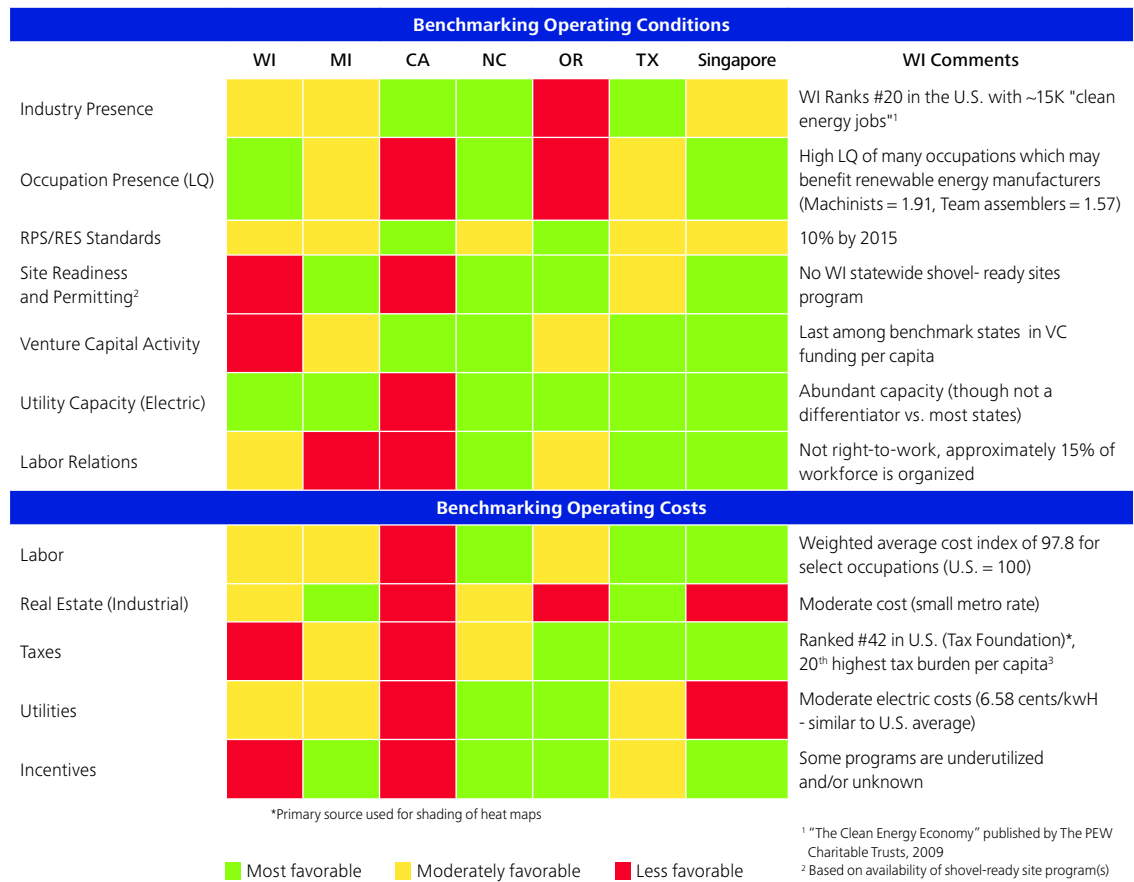 Benchmarking Operating Conditions
WI MI CA NC OR TX Singapore WI Comments
Industry Presence
WI Ranks #20 in the U.S. with ~15K "clean
energy jobs"1
Occupation Presence (LQ)
High LQ of many occupations which may
benefit renewable energy manufacturers
(Machinists = 1.91, Team assemblers = 1.57)
RPS/RES Standards
10% by 2015
Site Readiness
and Permitting2
No WI statewide shovel- ready sites
program
Venture Capital Activity
Last among benchmark states in VC
funding per capita
Utility Capacity (Electric)
Abundant capacity (though not a
differentiator vs. most states)
Labor Relations
Not right-to-work, approximately 15% of
workforce is organized
Benchmarking Operating Costs
Labor
Weighted average cost index of 97.8 for
select occupations (U.S. = 100)
Real Estate (Industrial)
Moderate cost (small metro rate)
Taxes
Ranked #42 in U.S. (Tax Foundation)*,
20th highest tax burden per capita3
Utilities
Moderate electric costs (6.58 cents/kwH
- similar to U.S. average)
Incentives
Some programs are underutilized
and/or unknown
*Primary source used for shading of heat maps
1 "The Clean Energy Economy" published by The PEW
Charitable Trusts, 2009
2 Based on availability of shovel-ready site program(s)
Most favorable Moderately favorable Less favorable